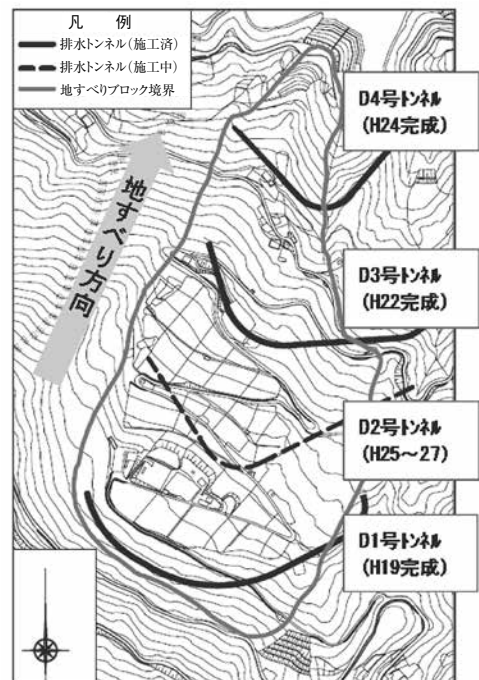 凡 例
排水トンネル(施工済)
排水トンネル(施工中)
地すべりブロック境界
D4号トンネル
(H24完成)
地すべり方向
D3号トンネル
(H22完成)
D2号トンネル
(H25～27)
D1号トンネル
(H19完成)